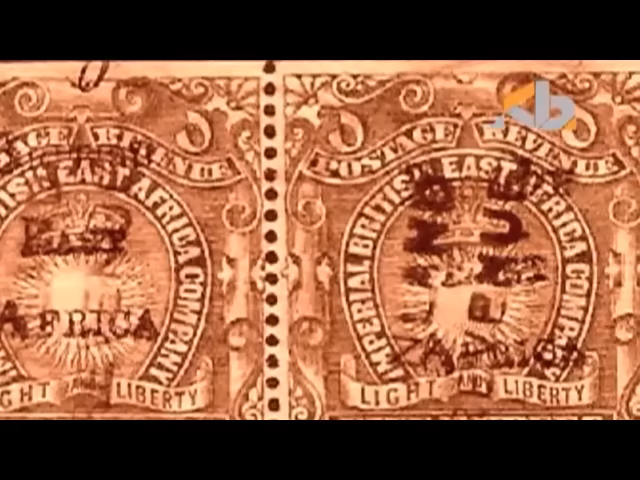 POSTAGE REVENUE
BRITISH EAST AFRICA COMPANY
EAST
AFRICA
LIGHT AND LIBERTY
POSTAGE REVENUE
IMPERIAL BRITISH EAST AFRICA COMPANY
LIGHT AND LIBERTY